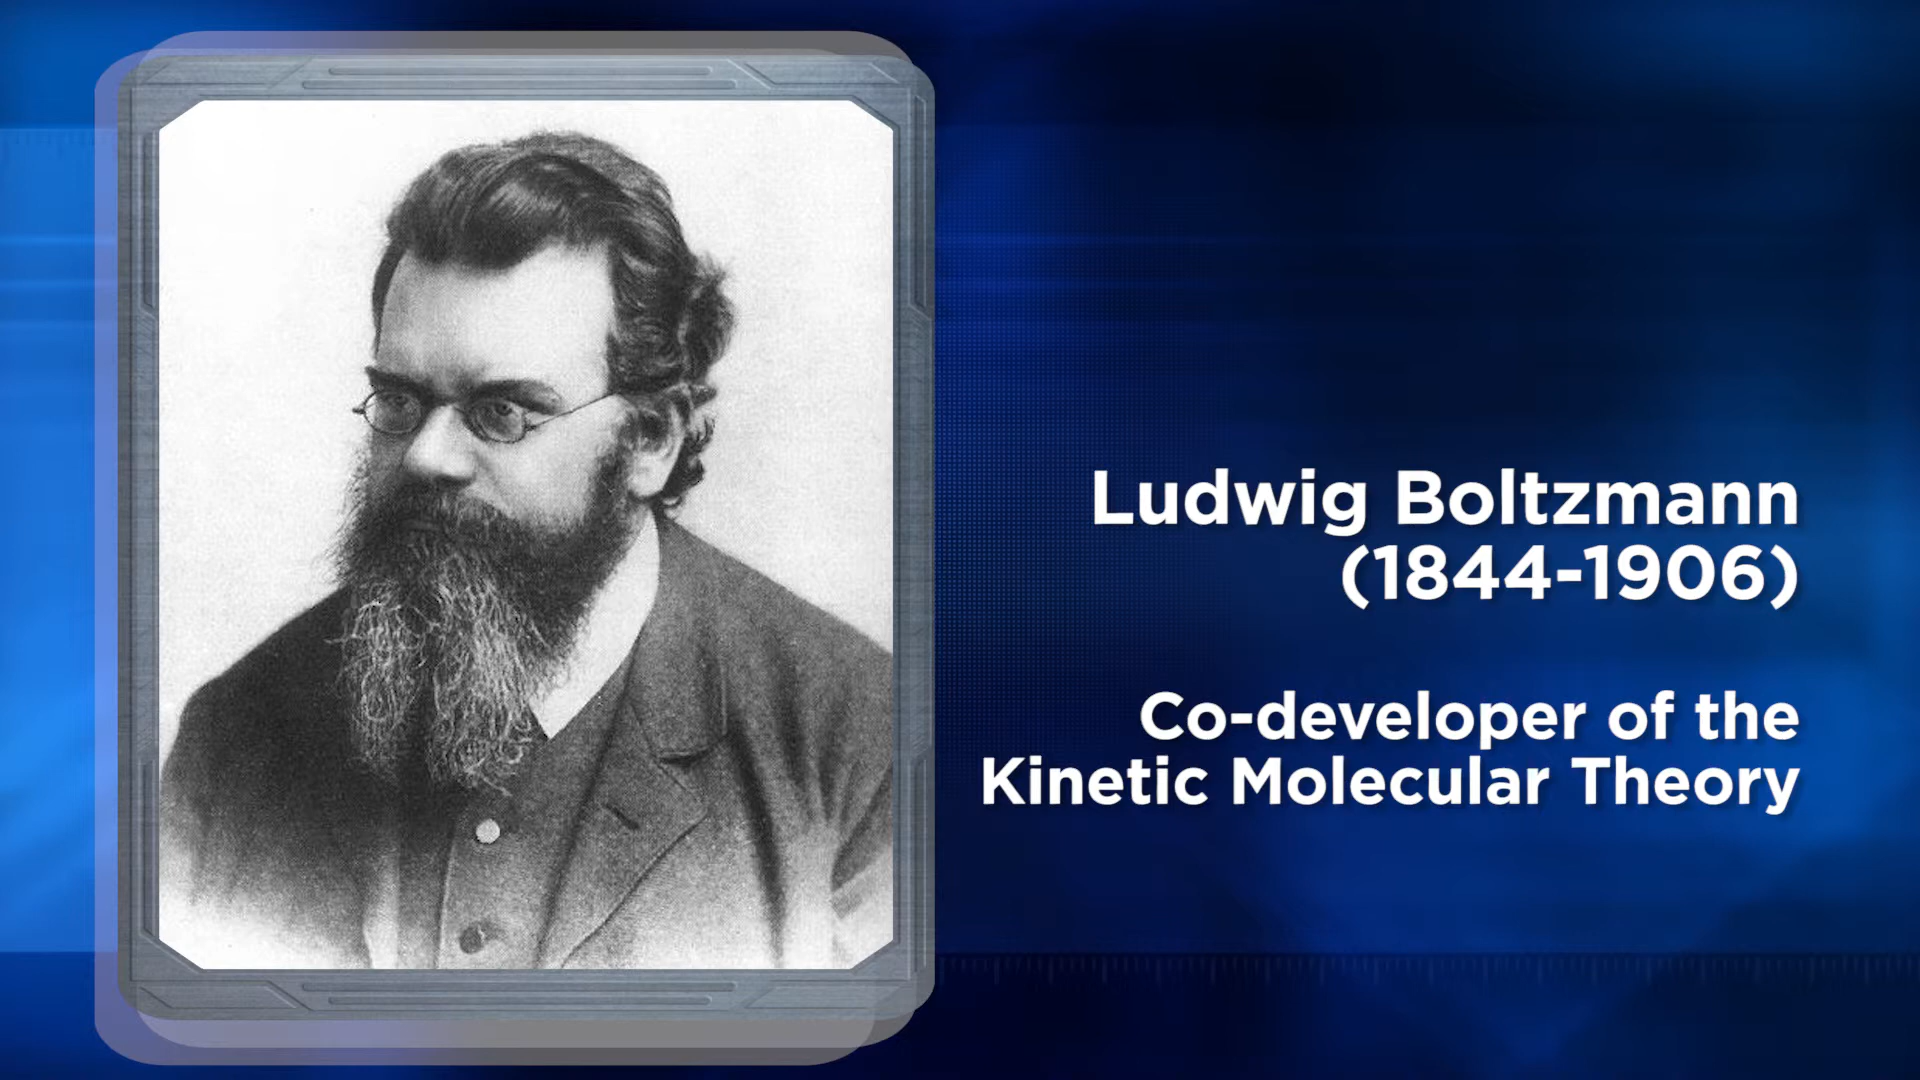 Ludwig Boltzmann
(1844-1906)
Co-developer of the
Kinetic Molecular Theory